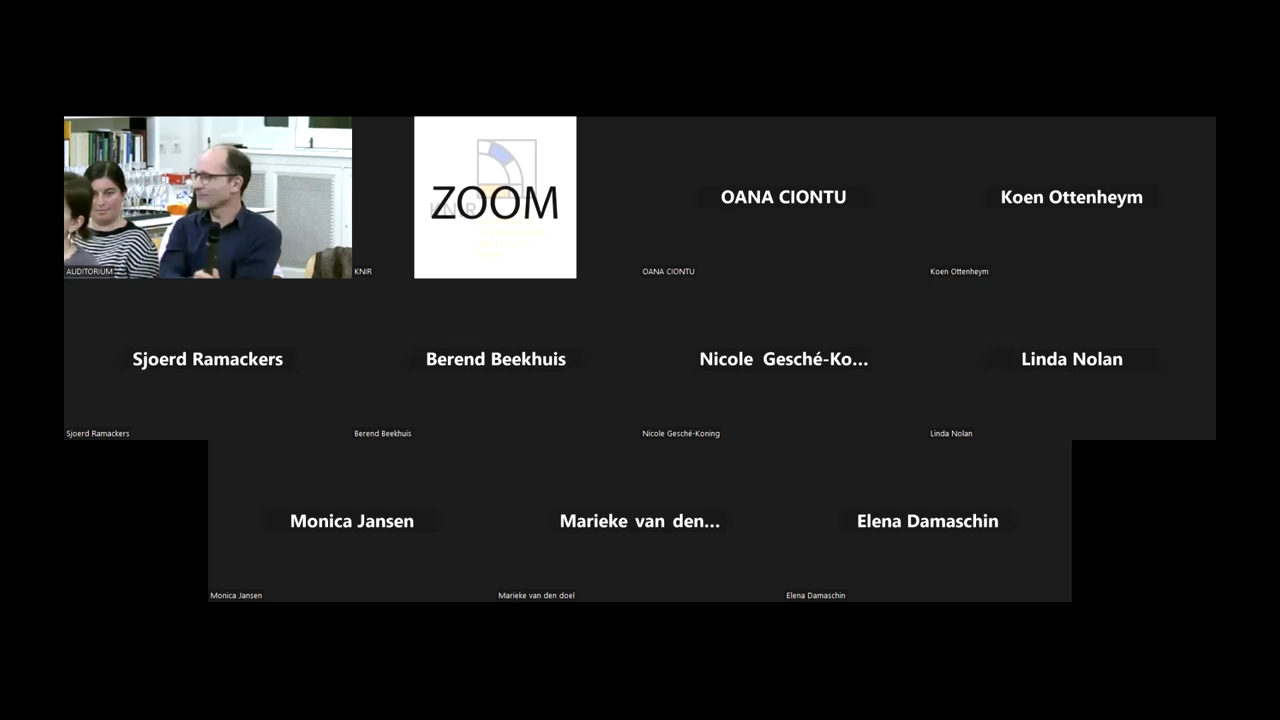 AUDITORIUM
ZOOM
KNIR
KNIR
OANA CIONTU
OANA CIONTU
Koen Ottenheym
Koen Ottenheym
Sjoerd Ramackers
Sjoerd Ramackers
Berend Beekhuis
Berend Beekhuis
Nicole Gesché-Ko...
Nicole Gesché-Koning
Linda Nolan
Linda Nolan
Monica Jansen
Monica Jansen
Marieke van den...
Marieke van den doel
Elena Damaschin
Elena Damaschin